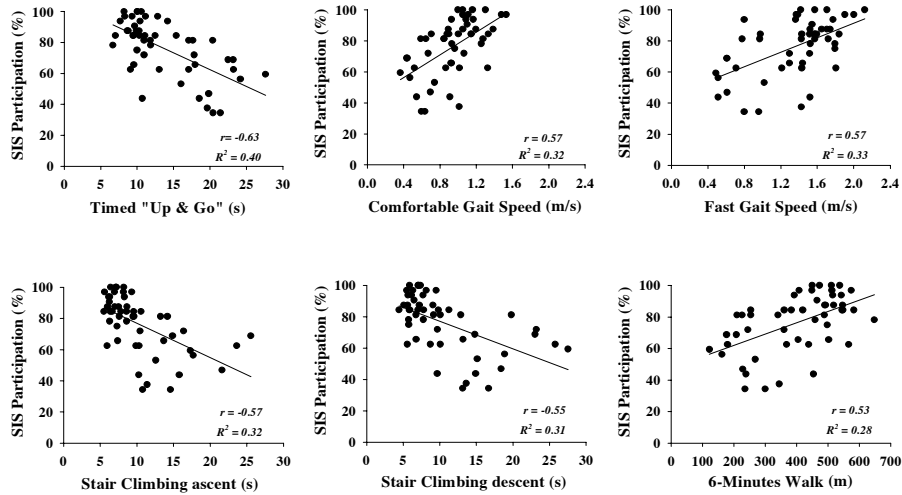 SIS Participation (%)
100
80
60
40
20
0
r= -0.63
R² = 0.40
0 5 10 15 20 25 30
Timed "Up & Go" (s)
SIS Participation (%)
100
80
60
40
20
0
r 0.57
R² = 0.32
0.0 0.4 0.8 1.2 1.6 2.0 2.4
Comfortable Gait Speed (m/s)
SIS Participation (%)
100
80
60
40
20
0
r 0.57
R² = 0.33
0.0 0.4 0.8 1.2 1.6 2.0 2.4
Fast Gait Speed (m/s)
SIS Participation (%)
100
80
60
40
20
0
r = -0.57
R² = 0.32
0 5 10 15 20 25 30
Stair Climbing ascent (s)
SIS Participation (%)
100
80
60
40
20
0
r = -0.55
R² = 0.31
0 5 10 15 20 25 30
Stair Climbing descent (s)
SIS Participation (%)
100
80
60
40
20
0
r = 0.53
R² = 0.28
0 100 200 300 400 500 600 700
6-Minutes Walk (m)